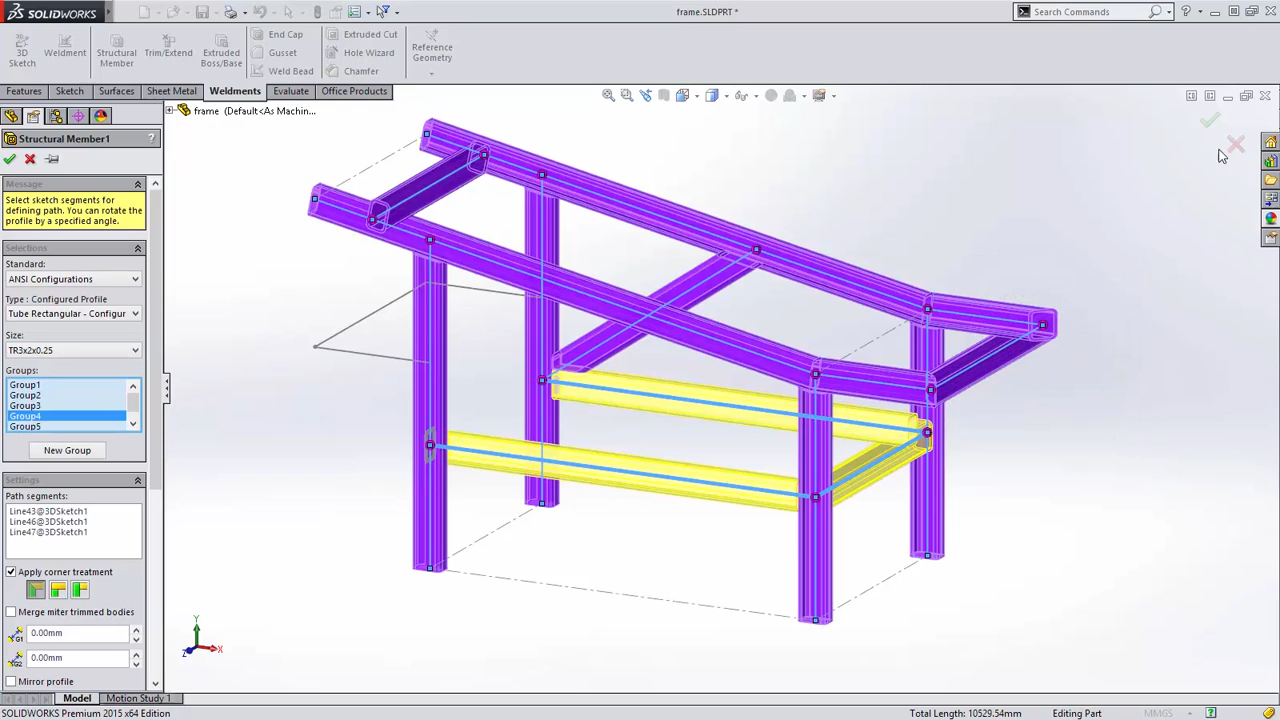 SOLIDWORKS
frame.SLDPRT *
Search Commands
3D Sketch
Weldment
Structural Member
Trim/Extend
Extruded Boss/Base
End Cap
Gusset
Weld Bead
Extruded Cut
Hole Wizard
Chamfer
Reference Geometry
Features
Sketch
Surfaces
Sheet Metal
Weldments
Evaluate
Office Products
frame (Default<As Machin...
Structural Member1
?
Message
Select sketch segments for
defining path. You can rotate the
profile by a specified angle.
Selections
Standard:
ANSI Configurations
Type : Configured Profile
Tube Rectangular - Configur
Size:
TR3x2x0.25
Groups:
Group1
Group2
Group3
Group4
Group5
New Group
Settings
Path segments:
Line43@3DSketch1
Line46@3DSketch1
Line47@3DSketch1
Apply corner treatment
Merge miter trimmed bodies
G1
0.00mm
G2
0.00mm
Mirror profile
Y
X
Z
Model
Motion Study 1
SOLIDWORKS Premium 2015 x64 Edition
Total Length: 10529.54mm
Editing Part
MMGS